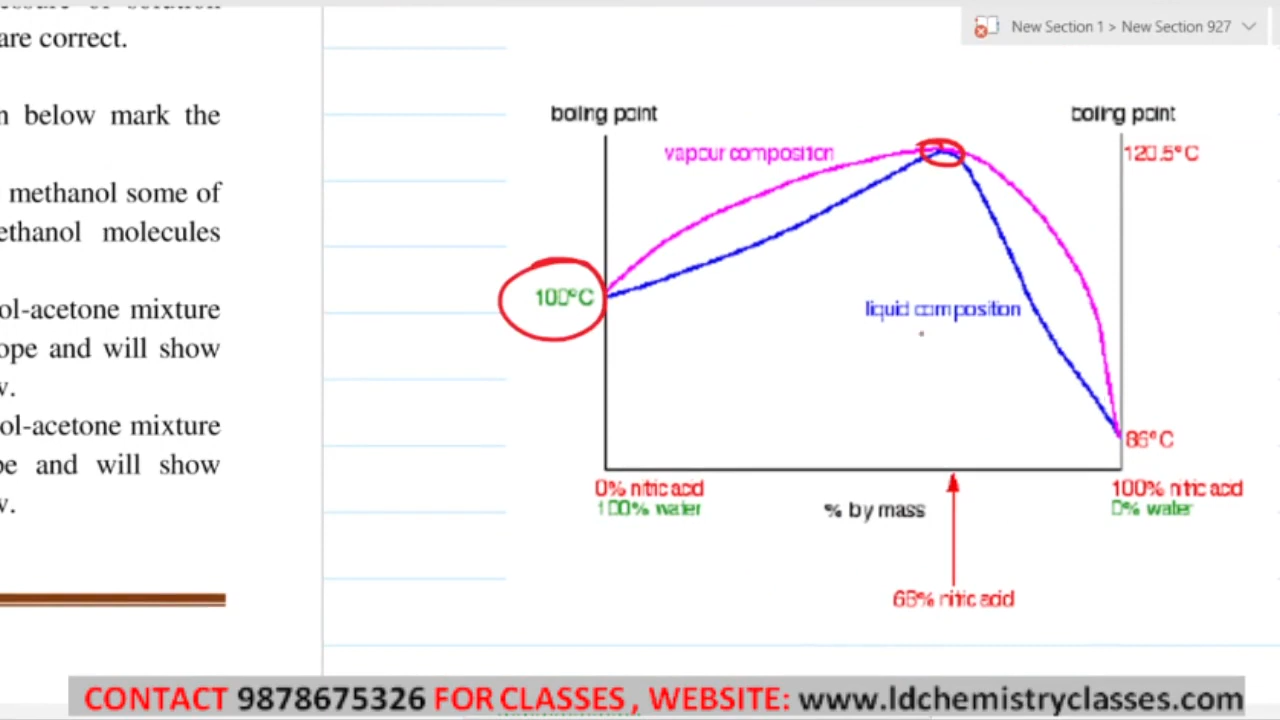 are correct.
n below mark the
methanol some of
ethanol molecules
ol-acetone mixture
ope and will show
v.
ol-acetone mixture
pe and will show
v.
New Section 1 > New Section 927
boiling point
boiling point
vapour composition
120.5°C
100°C
liquid composition
86°C
0% nitric acid
100% water
% by mass
100% nitric acid
0% water
68% nitric acid
CONTACT 9878675326 FOR CLASSES , WEBSITE: www.ldchemistryclasses.com